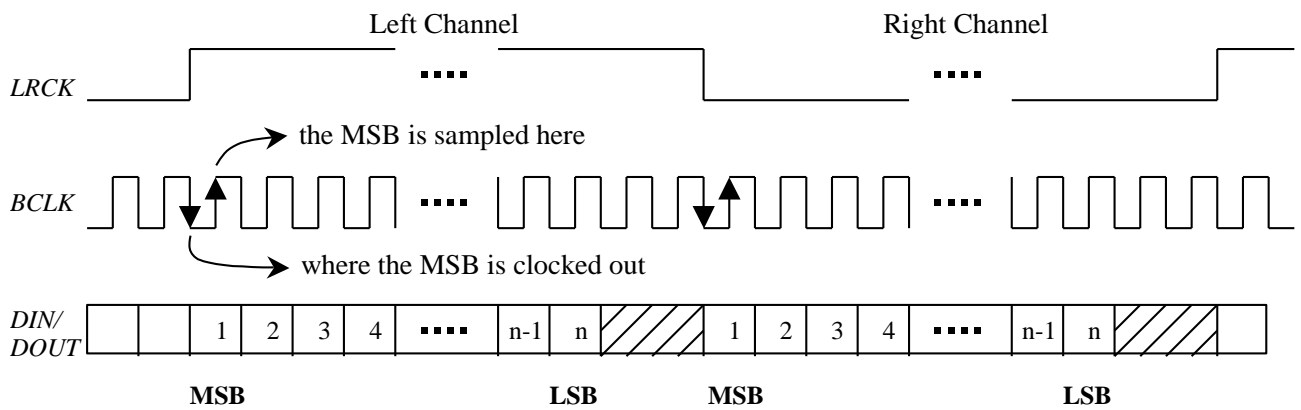 Left Channel Right Channel
LRCK
the MSB is sampled here
BCLK
where the MSB is clocked out
DIN/
DOUT
1 2 3 4 n-1 n 1 2 3 4 n-1 n
MSB LSB MSB LSB